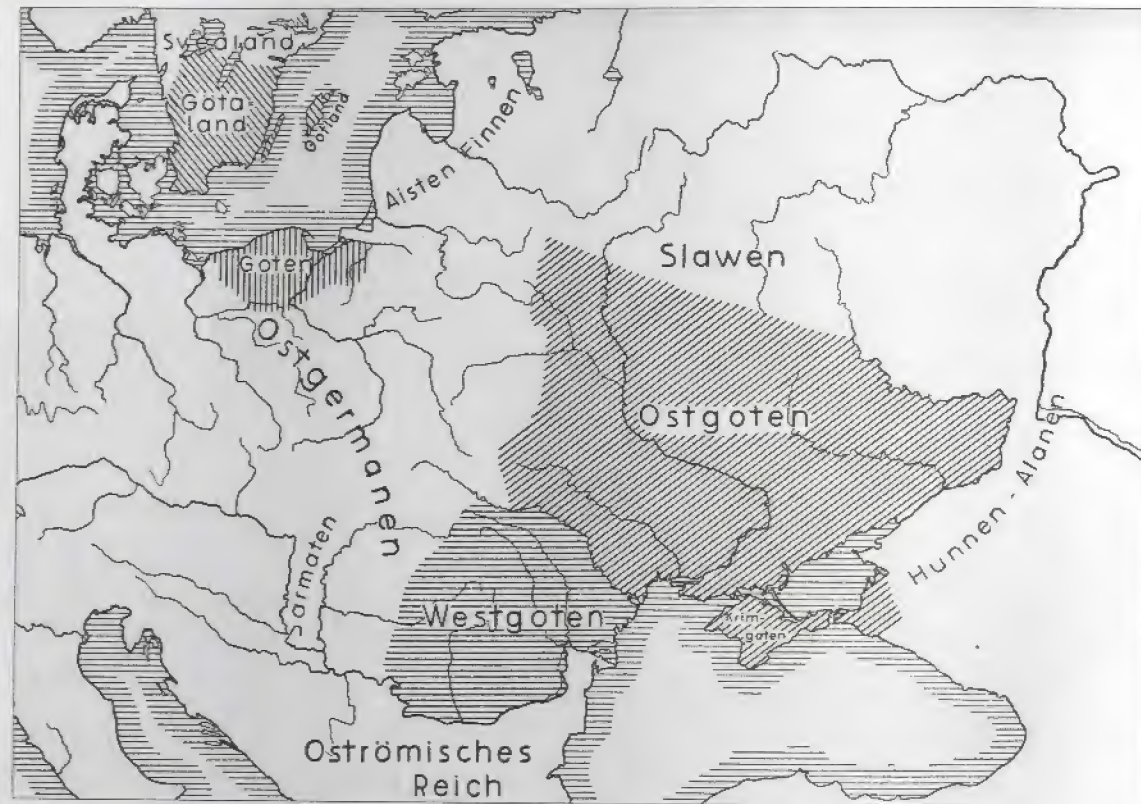 Svealand
Göta-
land
Gotland
Aisten
Finnen
Goten
Slawen
Ostgermanen
Ostgoten
Hunnen - Alanen
Sarmaten
Westgoten
Krim-
goten
Oströmisches
Reich